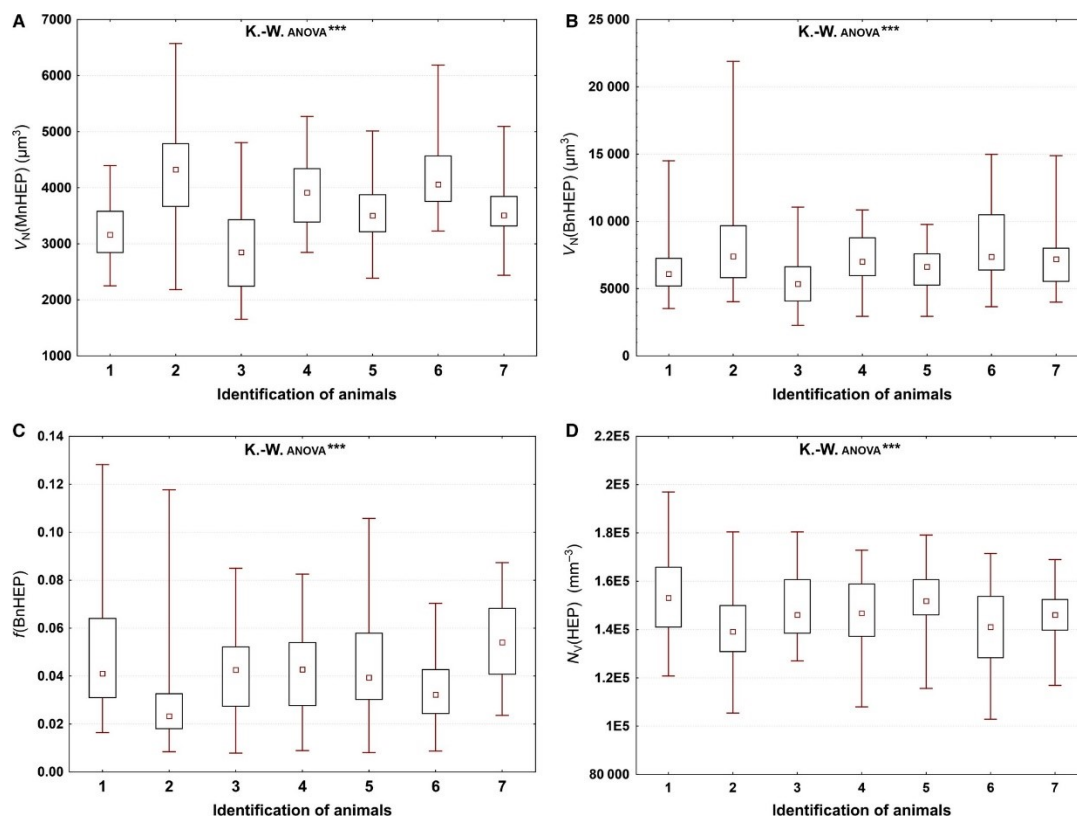 A
K.-W. ANOVA***
7000
6000
5000
4000
3000
2000
1000
V_N(MnHEP) (µm³)
1 2 3 4 5 6 7
Identification of animals
B
K.-W. ANOVA***
25 000
20 000
15 000
10 000
5000
0
V_N(BnHEP) (µm³)
1 2 3 4 5 6 7
Identification of animals
C
K.-W. ANOVA***
0.14
0.12
0.10
0.08
0.06
0.04
0.02
0.00
f(BnHEP)
1 2 3 4 5 6 7
Identification of animals
D
K.-W. ANOVA***
2.2E5
2E5
1.8E5
1.6E5
1.4E5
1.2E5
1E5
80 000
N_V(HEP) (mm⁻³)
1 2 3 4 5 6 7
Identification of animals